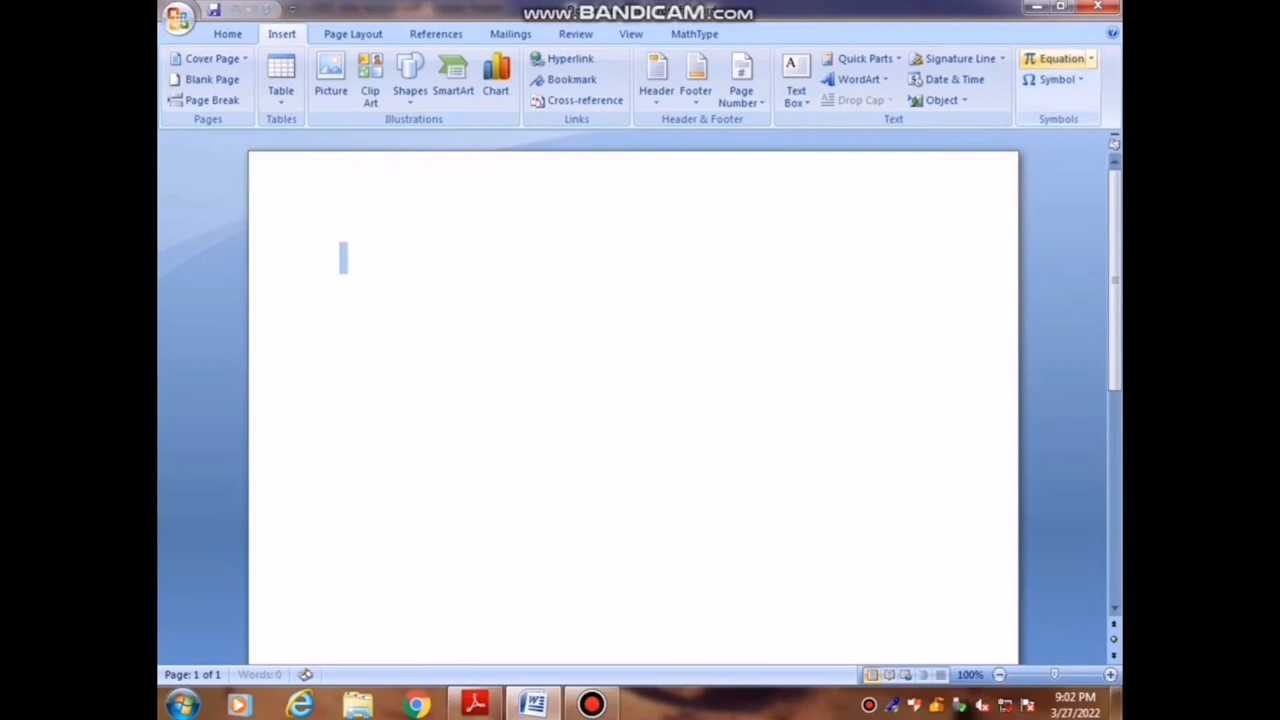 www.BANDICAM.com
Home Insert Page Layout References Mailings Review View MathType
Cover Page
Blank Page
Page Break
Pages
Table
Tables
Picture
Clip
Art
Shapes
SmartArt
Chart
Illustrations
Hyperlink
Bookmark
Cross-reference
Links
Header
Footer
Page
Number
Header & Footer
A
Text
Box
Quick Parts
WordArt
Drop Cap
Signature Line
Date & Time
Object
Text
π Equation
Ω Symbol
Symbols
Page: 1 of 1 Words: 0 100%
9:02 PM
3/27/2022